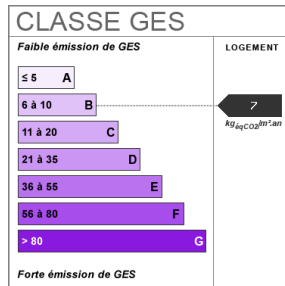 CLASSE GES
Faible émission de GES
LOGEMENT
≤ 5 A
6 à 10 B
7
kgéqCO2/m².an
11 à 20 C
21 à 35 D
36 à 55 E
56 à 80 F
> 80 G
Forte émission de GES